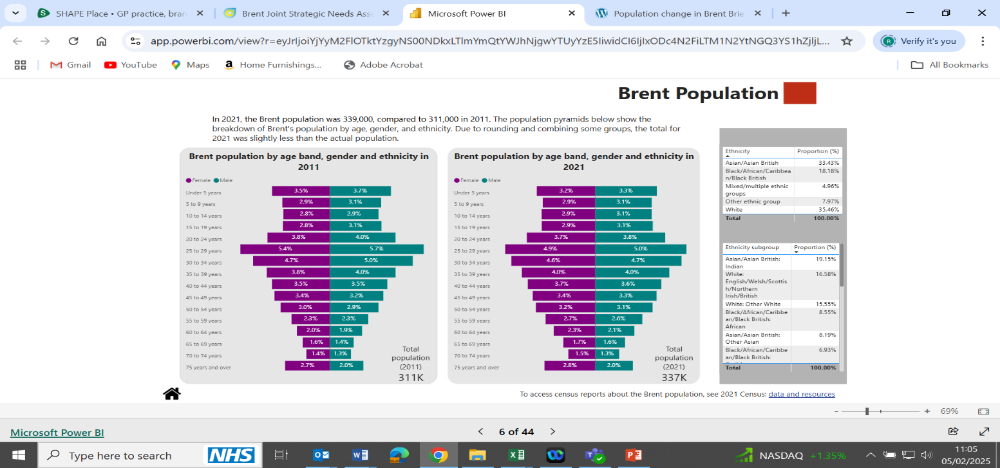 SHAPE Place • GP practice, bran
Brent Joint Strategic Needs Ass
Microsoft Power BI
Population change in Brent Brie
app.powerbi.com/view?r=
Verify it's you
Gmail
YouTube
Maps
Home Furnishings...
Adobe Acrobat
All Bookmarks
Brent Population
In 2021, the Brent population was 339,000, compared to 311,000 in 2011. The population pyramids below show the
breakdown of Brent's population by age, gender, and ethnicity. Due to rounding and combining some groups, the total for
2021 was slightly less than the actual population.
Brent population by age band, gender and ethnicity in
2011
Female Male
Under 5 years 3.5% 3.7%
5 to 9 years 2.9% 3.1%
10 to 14 years 2.8% 2.9%
15 to 19 years 2.8% 3.1%
20 to 24 years 3.8% 4.0%
25 to 29 years 5.4% 5.7%
30 to 34 years 4.7% 5.0%
35 to 39 years 3.8% 4.0%
40 to 44 years 3.5% 3.5%
45 to 49 years 3.4% 3.2%
50 to 54 years 3.0% 2.9%
55 to 59 years 2.3% 2.3%
60 to 64 years 2.0% 1.9%
65 to 69 years 1.6% 1.4%
70 to 74 years 1.4% 1.3%
75 years and over 2.7% 2.0%
Total
population
(2011)
311K
Brent population by age band, gender and ethnicity in
2021
Female Male
Under 5 years 3.2% 3.3%
5 to 9 years 2.9% 3.1%
10 to 14 years 2.9% 3.1%
15 to 19 years 2.9% 3.1%
20 to 24 years 3.7% 3.8%
25 to 29 years 4.9% 5.0%
30 to 34 years 4.6% 4.7%
35 to 39 years 4.0% 4.0%
40 to 44 years 3.7% 3.6%
45 to 49 years 3.4% 3.3%
50 to 54 years 3.2% 3.1%
55 to 59 years 2.7% 2.6%
60 to 64 years 2.3% 2.1%
65 to 69 years 1.7% 1.6%
70 to 74 years 1.5% 1.3%
75 years and over 2.8% 2.0%
Total
population
(2021)
337K
Ethnicity Proportion (%)
Asian/Asian British 33.43%
Black/African/Caribbea 18.18%
n/Black British
Mixed/multiple ethnic 4.96%
groups
Other ethnic group 7.97%
White 35.46%
Total 100.00%
Ethnicity subgroup Proportion (%)
Asian/Asian British: 19.15%
Indian
White: 16.58%
English/Welsh/Scottis
h/Northern
Irish/British
White: Other White 15.55%
Black/African/Caribbe 8.55%
an/Black British:
African
Asian/Asian British: 8.19%
Other Asian
Black/African/Caribbe 6.93%
an/Black British:
Total 100.00%
To access census reports about the Brent population, see 2021 Census: data and resources
- + 69%
Microsoft Power BI
6 of 44
Type here to search
NHS
NASDAQ +1.35%
11:05
05/02/2025